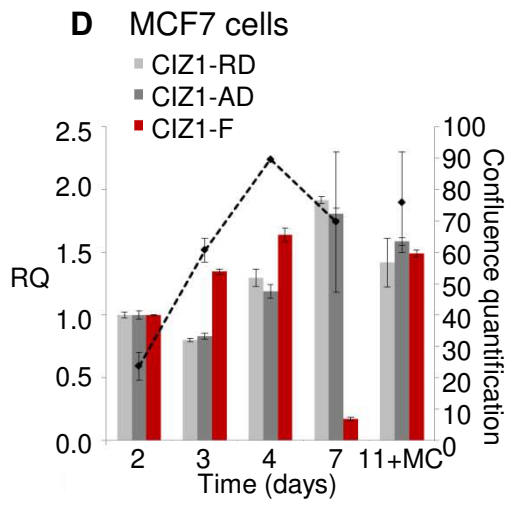 D MCF7 cells
CIZ1-RD
CIZ1-AD
CIZ1-F
RQ
2.5
2.0
1.5
1.0
0.5
0.0
100
90
80
70
60
50
40
30
20
10
0
Confluence quantification
2 3 4 7 11+MC
Time (days)